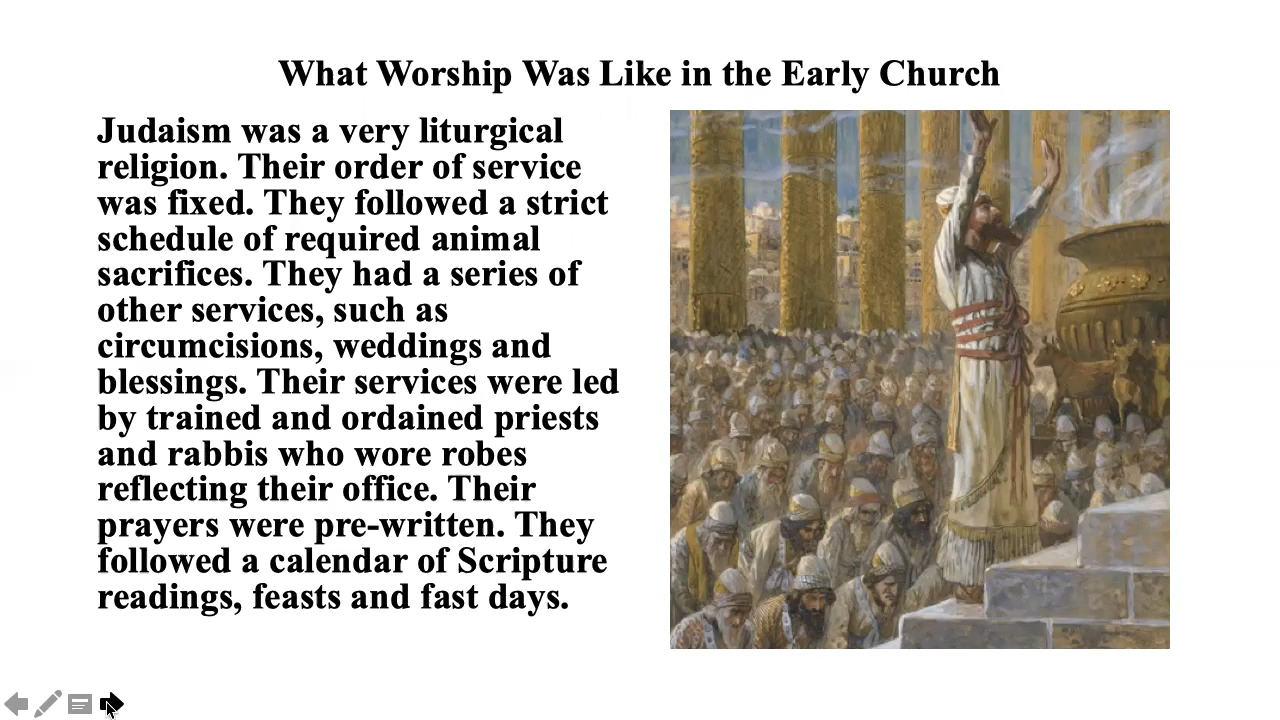 What Worship Was Like in the Early Church
Judaism was a very liturgical
religion. Their order of service
was fixed. They followed a strict
schedule of required animal
sacrifices. They had a series of
other services, such as
circumcisions, weddings and
blessings. Their services were led
by trained and ordained priests
and rabbis who wore robes
reflecting their office. Their
prayers were pre-written. They
followed a calendar of Scripture
readings, feasts and fast days.